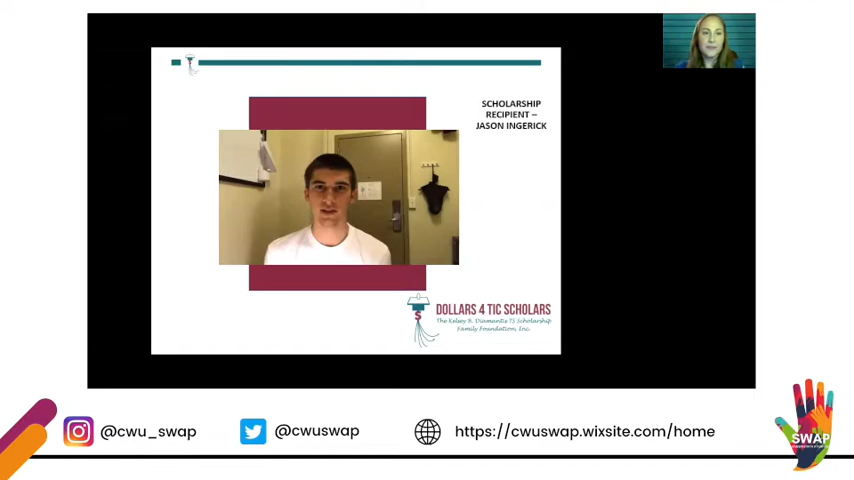 SCHOLARSHIP
RECIPIENT –
JASON INGERICK
DOLLARS 4 TIC SCHOLARS
The Kelsey B. Diamantis TS Scholarship
Family Foundation, Inc.
@cwu_swap
@cwuswap
https://cwuswap.wixsite.com/home
SWAP